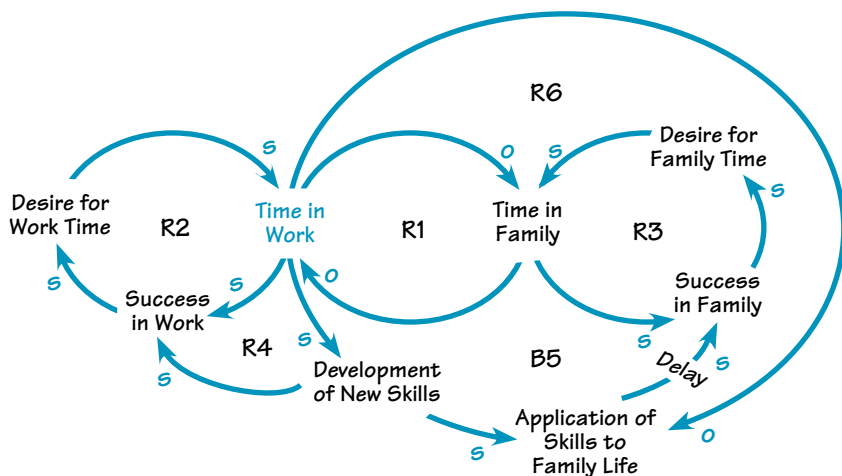 R6
S
O
S
Desire for
Family Time
S
Desire for
Work Time
R2
Time in
Work
R1
Time in
Family
R3
S
S
O
Success
in Work
Success
in Family
R4
S
S
Development
of New Skills
B5
S
Delay
S
S
Application of
Skills to
Family Life
O